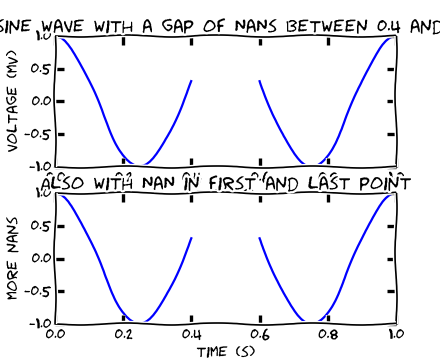 SINE WAVE WITH A GAP OF NANS BETWEEN 0.4 AND
1.0
0.5
0.0
-0.5
-1.0
VOLTAGE (MV)
ALSO WITH NAN IN FIRST AND LAST POINT
1.0
0.5
0.0
-0.5
-1.0
MORE NANS
0.0 0.2 0.4 0.6 0.8 1.0
TIME (S)